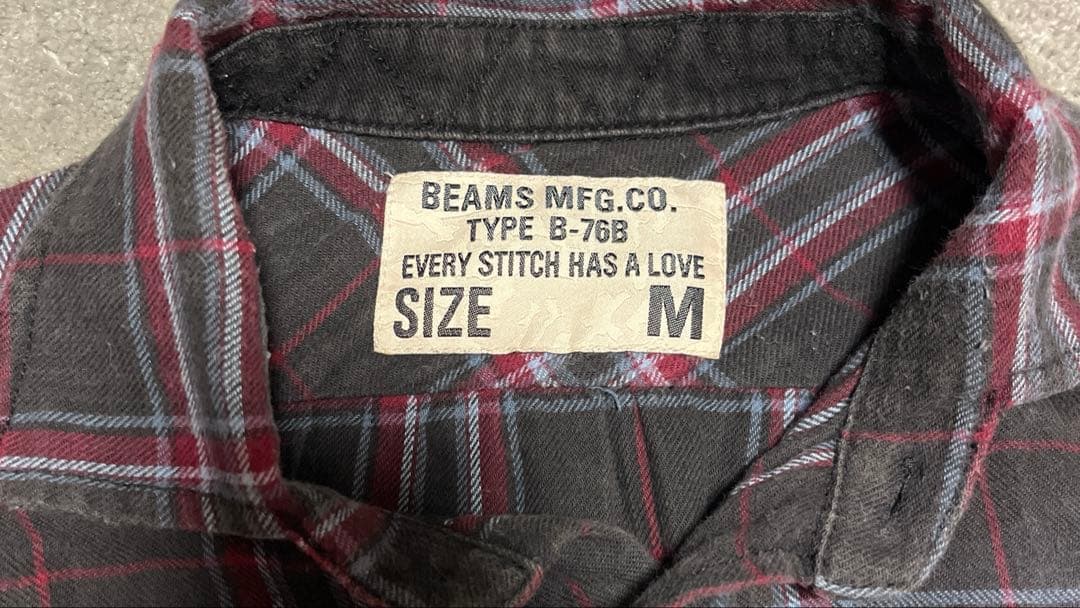 BEAMS MFG.CO.
TYPE B-76B
EVERY STITCH HAS A LOVE
SIZE M